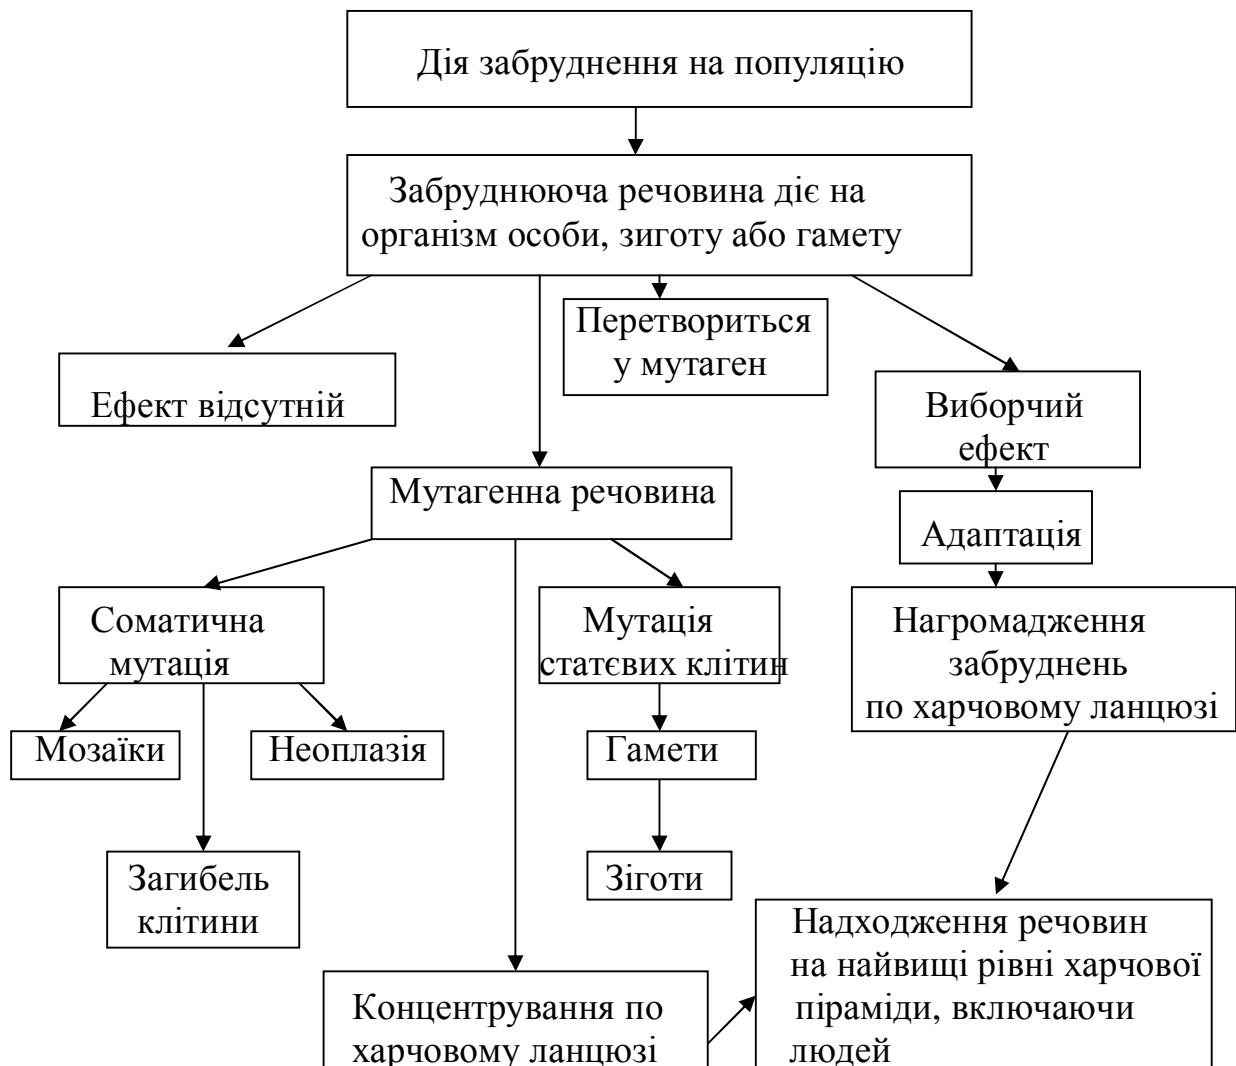 Дія забруднення на популяцію
Забруднююча речовина діє на
організм особи, зиготу або гамету
Перетвориться
у мутаген
Ефект відсутній
Виборчий
ефект
Мутагенна речовина
Адаптація
Соматична
мутація
Мутація
статєвих клітин
Нагромадження
забруднень
по харчовому ланцюзі
Мозаїки
Неоплазія
Гамети
Загибель
клітини
Зіготи
Надходження речовин
на найвищі рівні харчової
піраміди, включаючи
людей
Концентрування по
харчовому ланцюзі